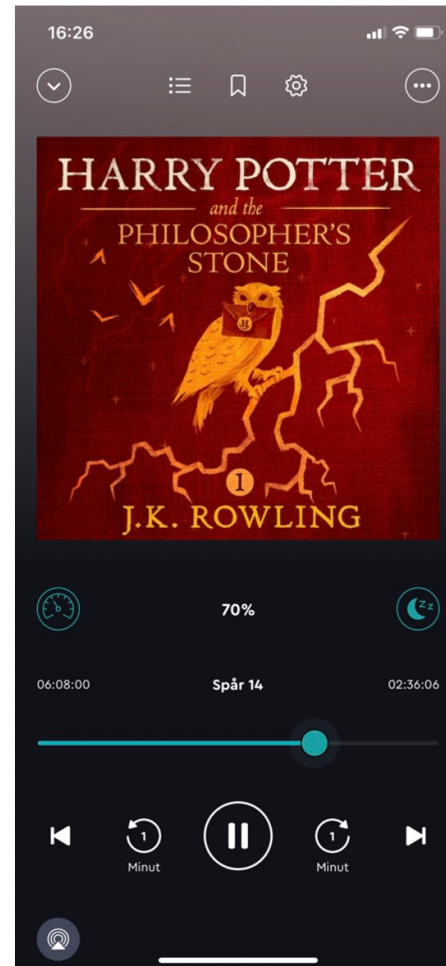 16:26
HARRY POTTER
and the
PHILOSOPHER'S
STONE
1
J.K. ROWLING
70%
zz
06:08:00 Spår 14 02:36:06
1 1
Minut Minut